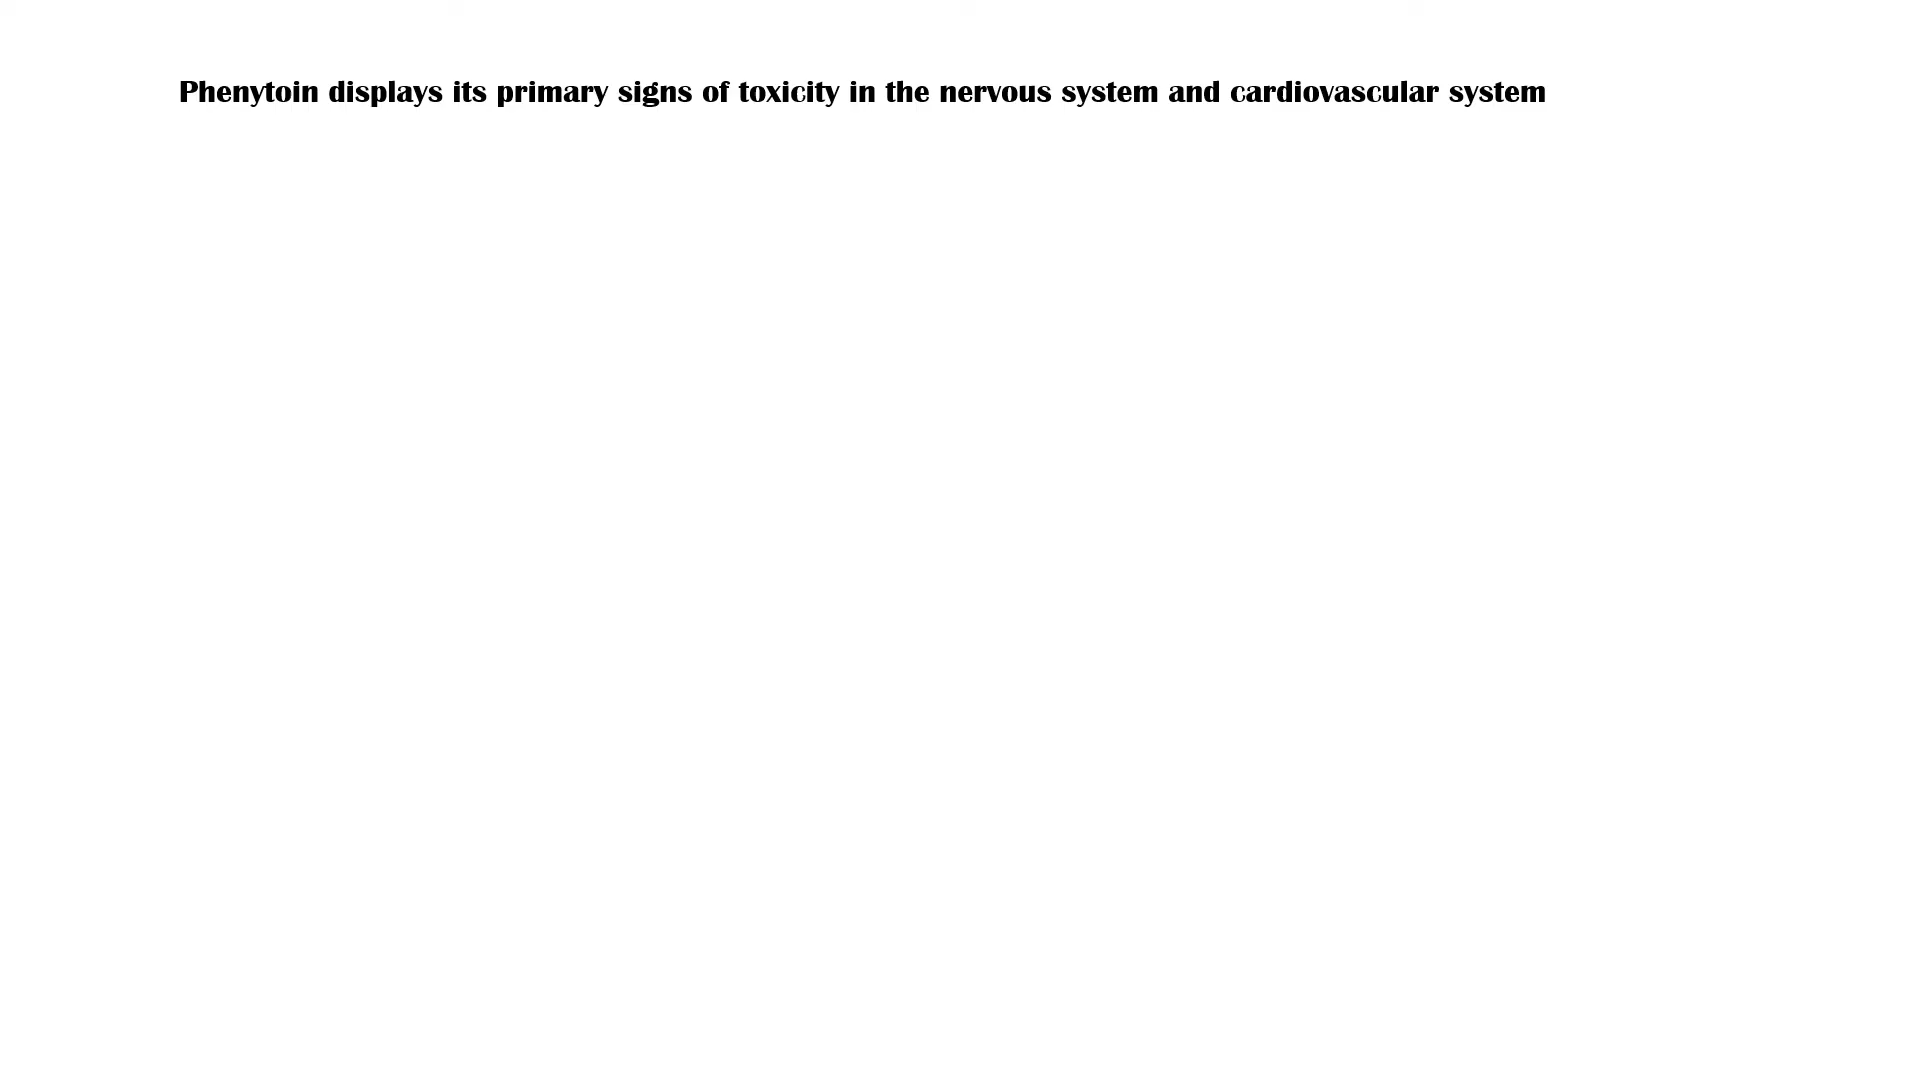 Phenytoin displays its primary signs of toxicity in the nervous system and cardiovascular system